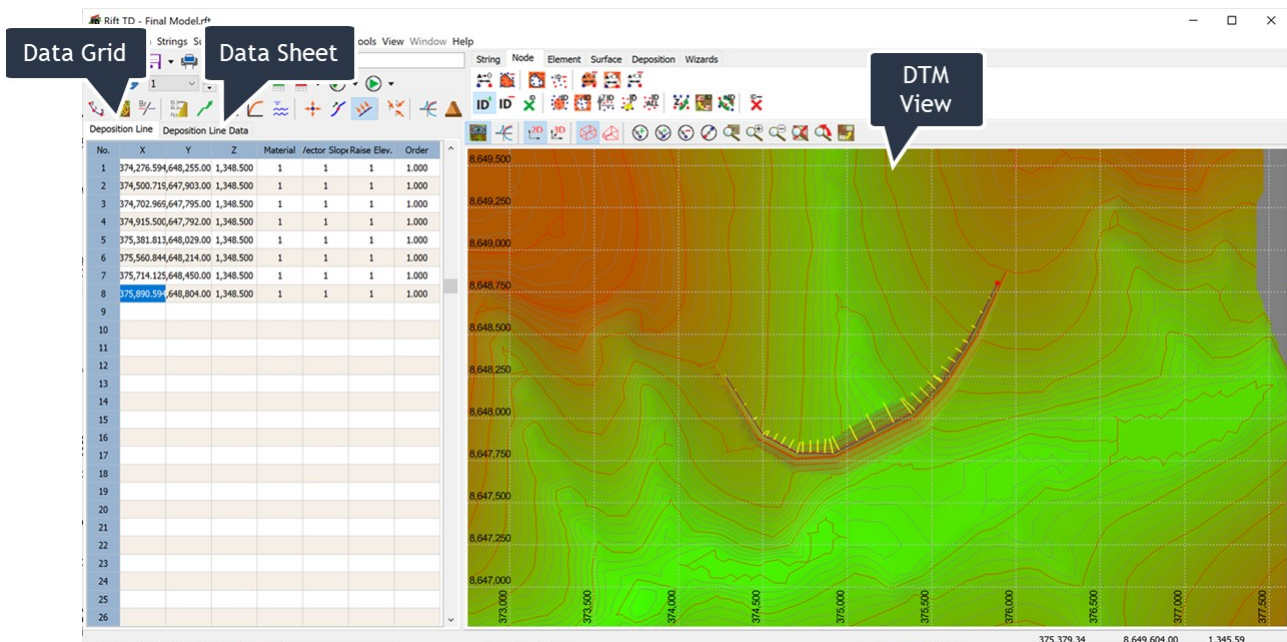 Rift TD - Final Model.rft
Strings Su ools View Window Help
Data Grid
Data Sheet
DTM
View
1
String Node Element Surface Deposition Wizards
ID ID
Deposition Line Deposition Line Data
No. X Y Z Material /ector Slope Raise Elev. Order
1 374,276.594 ,648,255.00 1,348.500 1 1 1 1.000
2 374,500.719 ,647,903.00 1,348.500 1 1 1 1.000
3 374,702.969 ,647,795.00 1,348.500 1 1 1 1.000
4 374,915.500 ,647,792.00 1,348.500 1 1 1 1.000
5 375,381.813 ,648,029.00 1,348.500 1 1 1 1.000
6 375,560.844 ,648,214.00 1,348.500 1 1 1 1.000
7 375,714.125 ,648,450.00 1,348.500 1 1 1 1.000
8 375,890.594 ,648,804.00 1,348.500 1 1 1 1.000
9
10
11
12
13
14
15
16
17
18
19
20
21
22
23
24
25
26
8,649,500
8,649,250
8,649,000
8,648,750
8,648,500
8,648,250
8,648,000
8,647,750
8,647,500
8,647,250
8,647,000
373,000 373,500 374,000 374,500 375,000 375,500 376,000 376,500 377,000 377,500
375,379.34 8,649,604.00 1,345.59